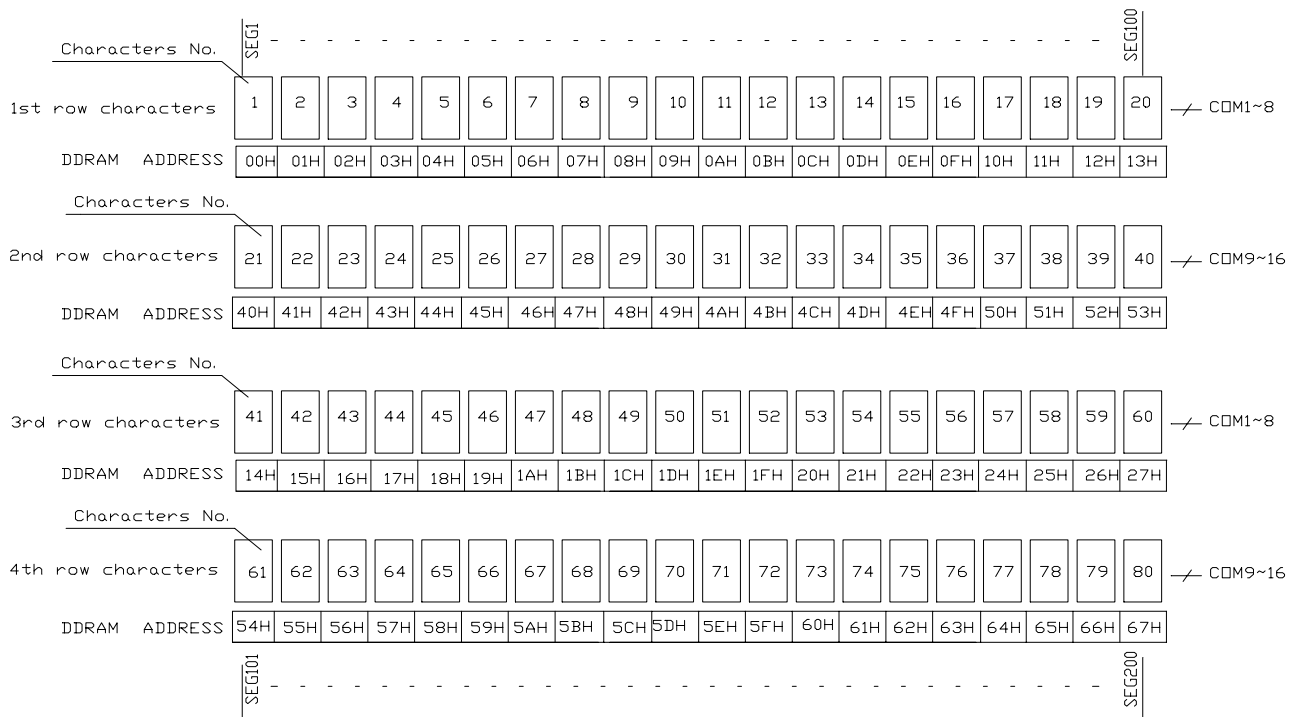 SEG1 SEG100
Characters No.
1st row characters 1 2 3 4 5 6 7 8 9 10 11 12 13 14 15 16 17 18 19 20 COM1~8
DDRAM ADDRESS 00H 01H 02H 03H 04H 05H 06H 07H 08H 09H 0AH 0BH 0CH 0DH 0EH 0FH 10H 11H 12H 13H
Characters No.
2nd row characters 21 22 23 24 25 26 27 28 29 30 31 32 33 34 35 36 37 38 39 40 COM9~16
DDRAM ADDRESS 40H 41H 42H 43H 44H 45H 46H 47H 48H 49H 4AH 4BH 4CH 4DH 4EH 4FH 50H 51H 52H 53H
Characters No.
3rd row characters 41 42 43 44 45 46 47 48 49 50 51 52 53 54 55 56 57 58 59 60 COM1~8
DDRAM ADDRESS 14H 15H 16H 17H 18H 19H 1AH 1BH 1CH 1DH 1EH 1FH 20H 21H 22H 23H 24H 25H 26H 27H
Characters No.
4th row characters 61 62 63 64 65 66 67 68 69 70 71 72 73 74 75 76 77 78 79 80 COM9~16
DDRAM ADDRESS 54H 55H 56H 57H 58H 59H 5AH 5BH 5CH 5DH 5EH 5FH 60H 61H 62H 63H 64H 65H 66H 67H
SEG101 SEG200